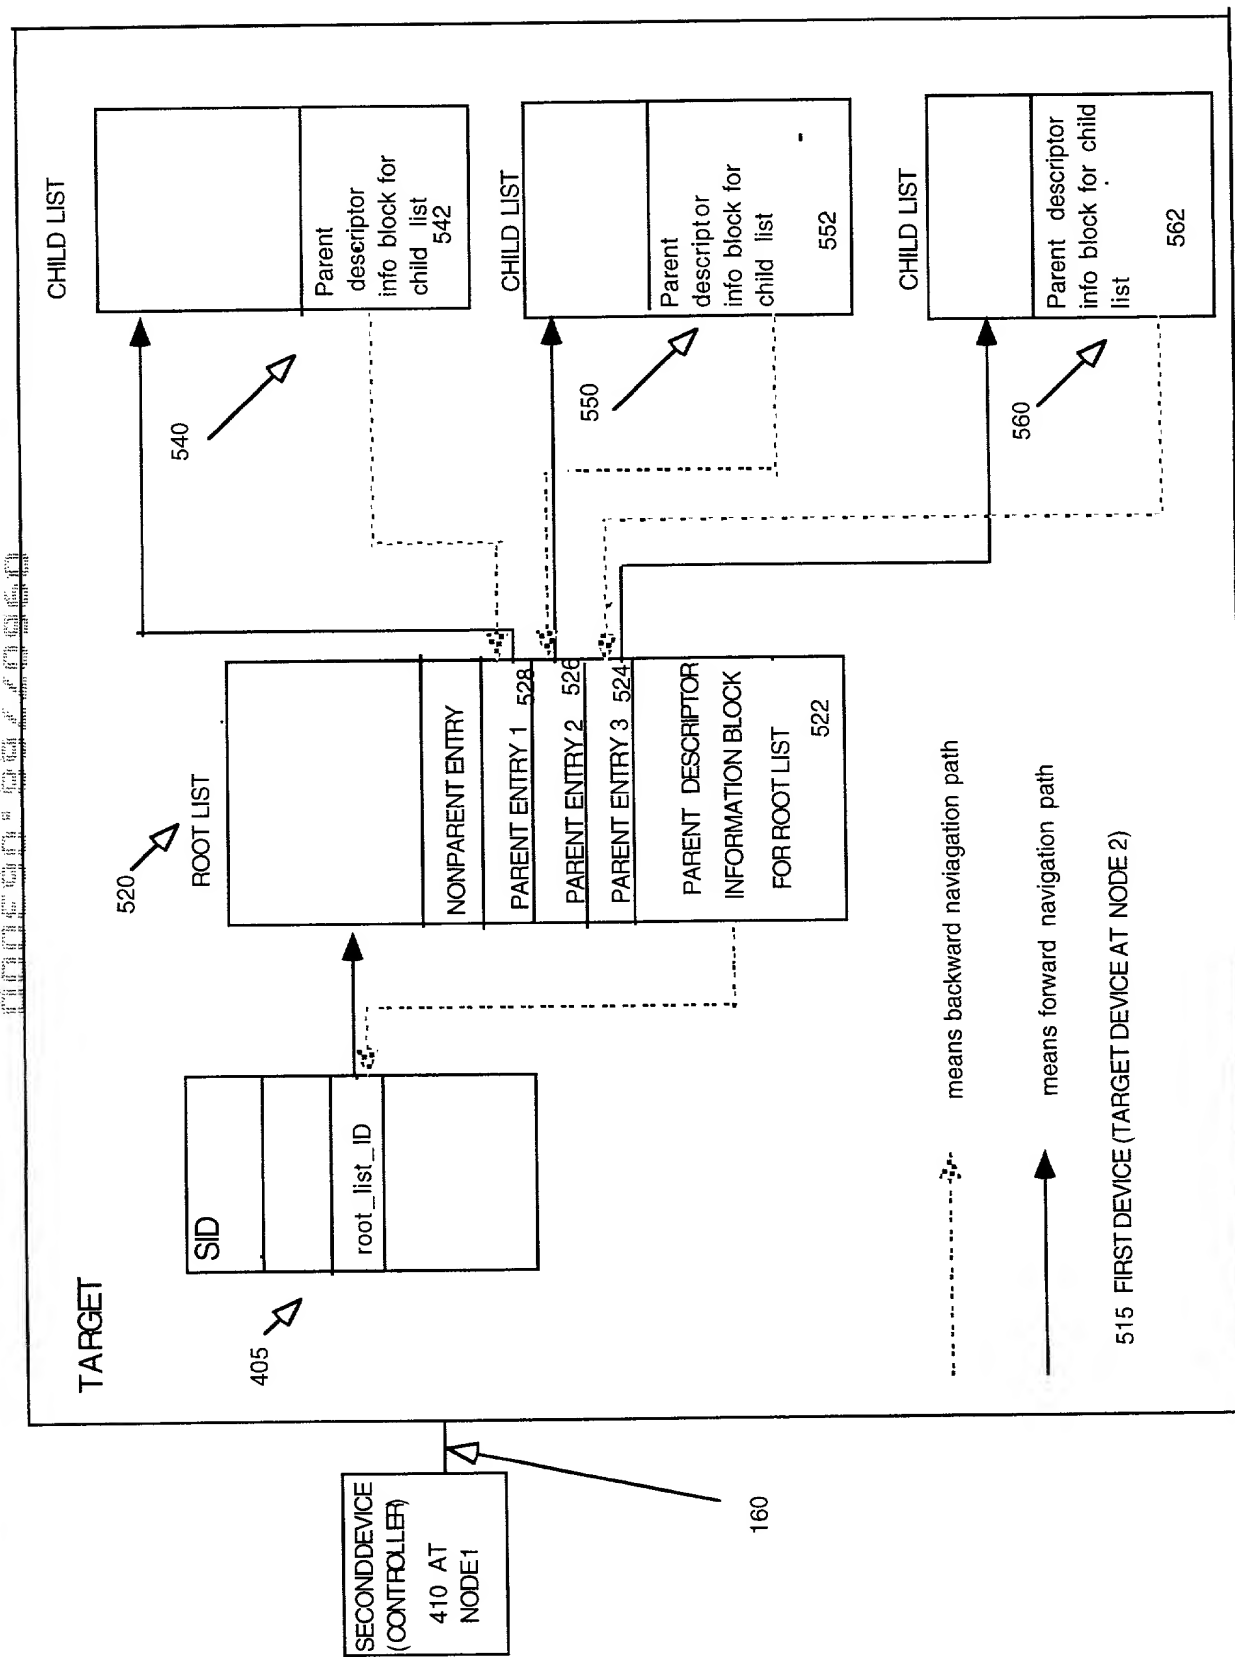 TARGET
SID
root_list_ID
405
520
ROOT LIST
NONPARENT ENTRY
PARENT ENTRY 1 528
PARENT ENTRY 2 526
PARENT ENTRY 3 524
PARENT DESCRIPTOR
INFORMATION BLOCK
FOR ROOT LIST
522
CHILD LIST
Parent
descriptor
info block for
child list
542
540
CHILD LIST
Parent
descriptor
info block for
child list
552
550
CHILD LIST
Parent descriptor
info block for child
list
562
560
SECOND DEVICE
(CONTROLLER)
410 AT
NODE1
160
means backward naviagation path
means forward navigation path
515 FIRST DEVICE (TARGET DEVICE AT NODE 2)